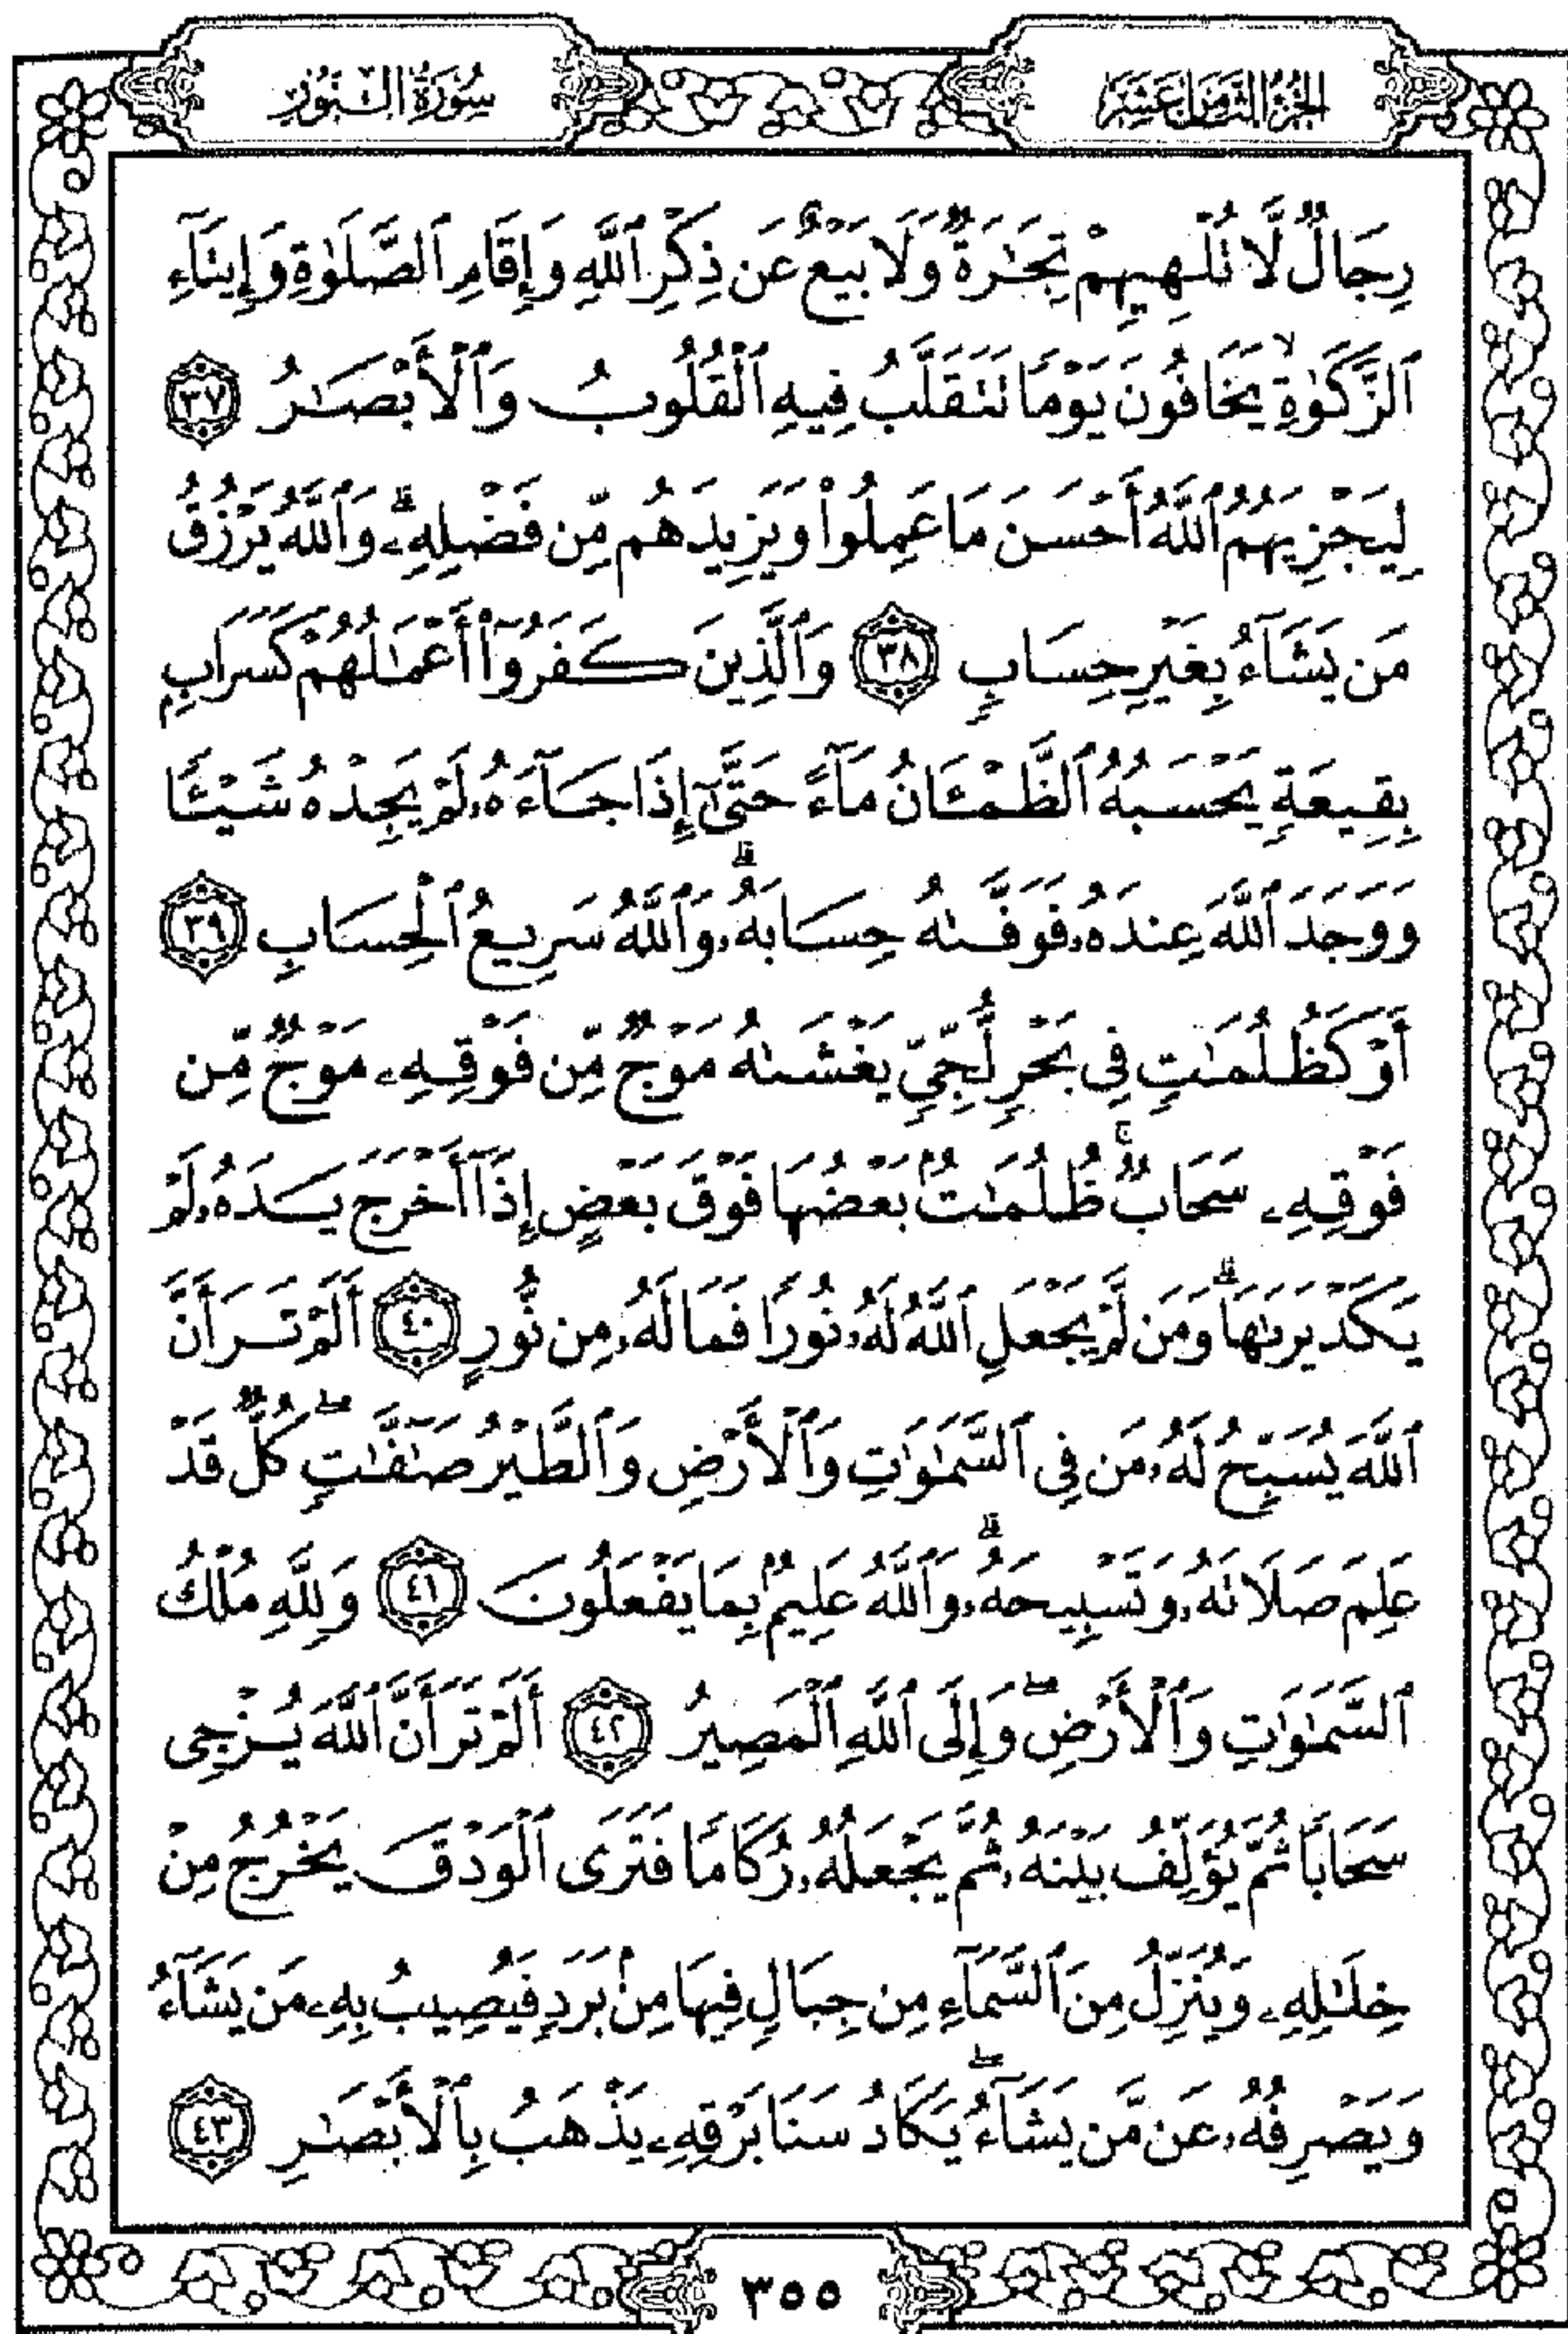 الجزء الثامن عشر
سورة النور
رِجَالٌ لَّا تُلْهِيهِمْ تِجَٰرَةٌ وَلَا بَيْعٌ عَن ذِكْرِ ٱللَّهِ وَإِقَامِ ٱلصَّلَوٰةِ وَإِيتَآءِ
ٱلزَّكَوٰةِ ۙ يَخَافُونَ يَوْمًا تَتَقَلَّبُ فِيهِ ٱلْقُلُوبُ وَٱلْأَبْصَٰرُ ٣٧
لِيَجْزِيَهُمُ ٱللَّهُ أَحْسَنَ مَا عَمِلُوا۟ وَيَزِيدَهُم مِّن فَضْلِهِۦ ۗ وَٱللَّهُ يَرْزُقُ
مَن يَشَآءُ بِغَيْرِ حِسَابٍ ٣٨ وَٱلَّذِينَ كَفَرُوٓا۟ أَعْمَٰلُهُمْ كَسَرَابٍۭ
بِقِيعَةٍ يَحْسَبُهُ ٱلظَّمْـَٔانُ مَآءً حَتَّىٰٓ إِذَا جَآءَهُۥ لَمْ يَجِدْهُ شَيْـًٔا
وَوَجَدَ ٱللَّهَ عِندَهُۥ فَوَفَّىٰهُ حِسَابَهُۥ ۗ وَٱللَّهُ سَرِيعُ ٱلْحِسَابِ ٣٩
أَوْ كَظُلُمَٰتٍ فِى بَحْرٍ لُّجِّىٍّ يَغْشَىٰهُ مَوْجٌ مِّن فَوْقِهِۦ مَوْجٌ مِّن
فَوْقِهِۦ سَحَابٌ ۚ ظُلُمَٰتٌۢ بَعْضُهَا فَوْقَ بَعْضٍ إِذَآ أَخْرَجَ يَدَهُۥ لَمْ
يَكَدْ يَرَىٰهَا ۗ وَمَن لَّمْ يَجْعَلِ ٱللَّهُ لَهُۥ نُورًا فَمَا لَهُۥ مِن نُّورٍ ٤٠ أَلَمْ تَرَ أَنَّ
ٱللَّهَ يُسَبِّحُ لَهُۥ مَن فِى ٱلسَّمَٰوَٰتِ وَٱلْأَرْضِ وَٱلطَّيْرُ صَٰٓفَّٰتٍ ۖ كُلٌّ قَدْ
عَلِمَ صَلَاتَهُۥ وَتَسْبِيحَهُۥ ۗ وَٱللَّهُ عَلِيمٌۢ بِمَا يَفْعَلُونَ ٤١ وَلِلَّهِ مُلْكُ
ٱلسَّمَٰوَٰتِ وَٱلْأَرْضِ ۖ وَإِلَى ٱللَّهِ ٱلْمَصِيرُ ٤٢ أَلَمْ تَرَ أَنَّ ٱللَّهَ يُزْجِى
سَحَابًا ثُمَّ يُؤَلِّفُ بَيْنَهُۥ ثُمَّ يَجْعَلُهُۥ رُكَامًا فَتَرَى ٱلْوَدْقَ يَخْرُجُ مِنْ
خِلَٰلِهِۦ وَيُنَزِّلُ مِنَ ٱلسَّمَآءِ مِن جِبَالٍ فِيهَا مِنۢ بَرَدٍ فَيُصِيبُ بِهِۦ مَن يَشَآءُ
وَيَصْرِفُهُۥ عَن مَّن يَشَآءُ ۖ يَكَادُ سَنَا بَرْقِهِۦ يَذْهَبُ بِٱلْأَبْصَٰرِ ٤٣
٣٥٥